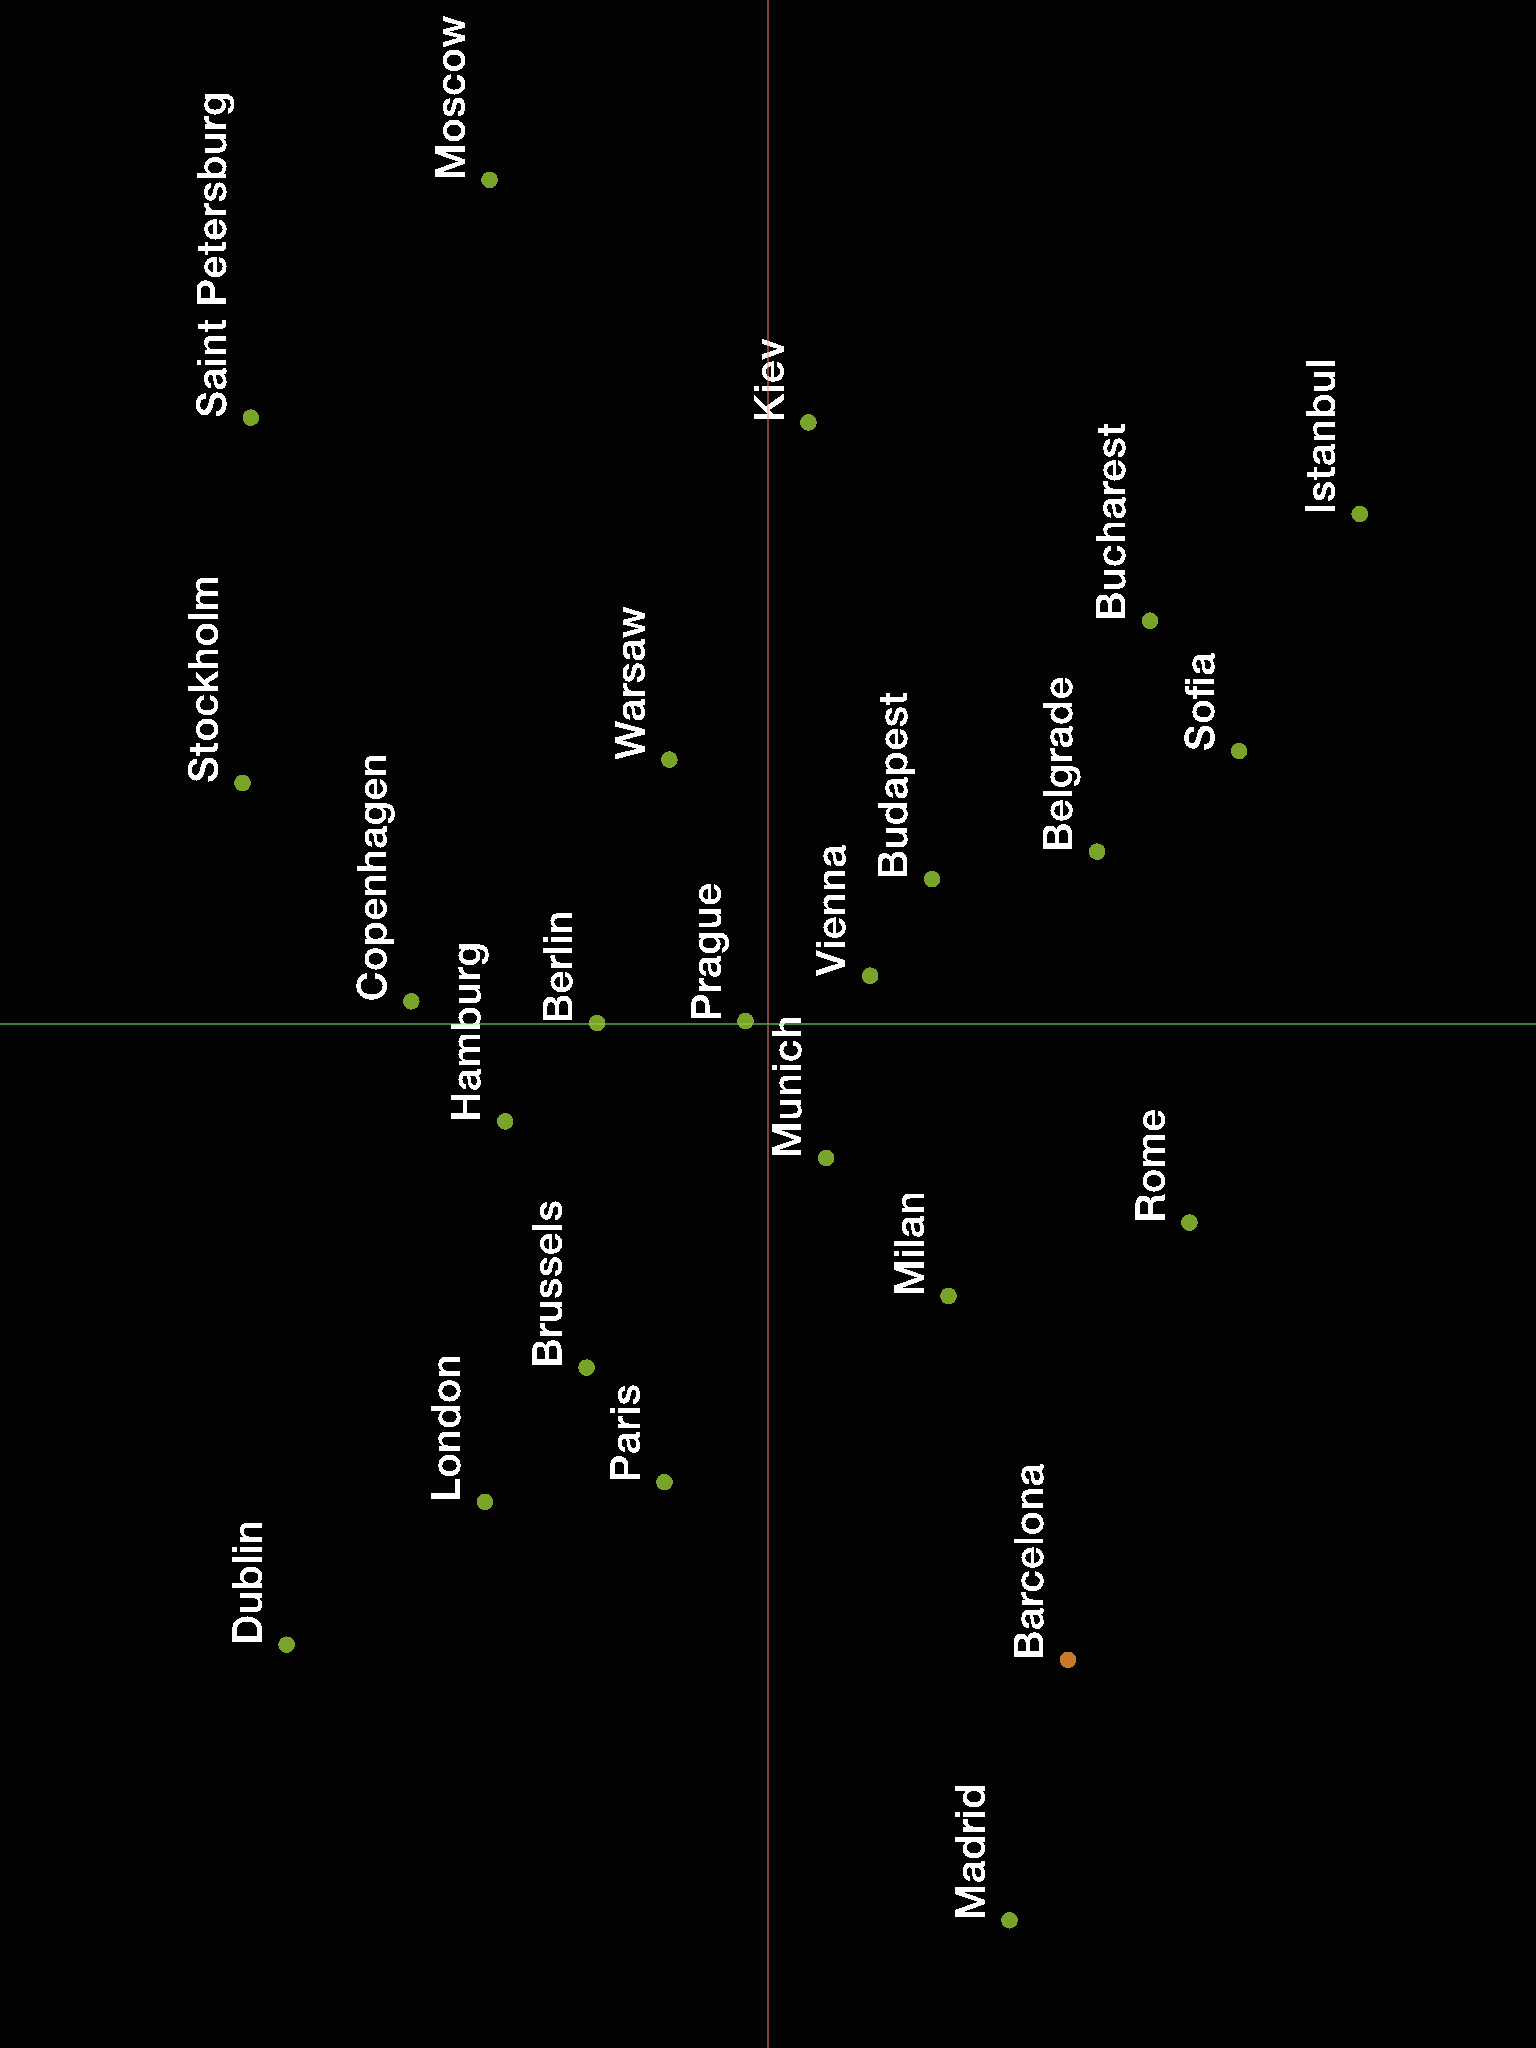 Stockholm
Saint Petersburg
Dublin
Copenhagen
London
Moscow
Hamburg
Brussels
Berlin
Paris
Warsaw
Prague
Kiev
Munich
Vienna
Budapest
Milan
Madrid
Barcelona
Belgrade
Bucharest
Rome
Sofia
Istanbul